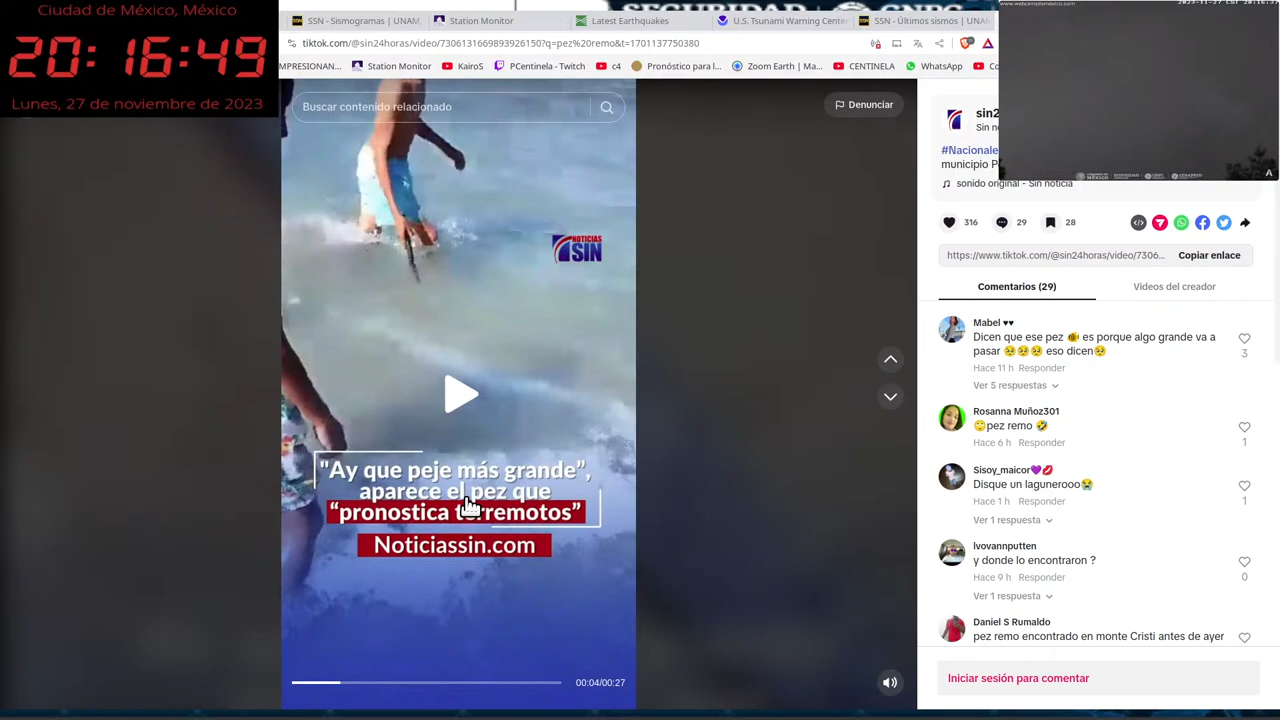 Ciudad de México, México
20:16:49
Lunes, 27 de noviembre de 2023
SSN - Sismogramas | UNAM,
Station Monitor
Latest Earthquakes
U.S. Tsunami Warning Center
SSN - Últimos sismos | UNAM
tiktok.com/@sin24horas/video/7306131669893926150?q=pez%20remo&t=1701137750380
MPRESIONAN...
Station Monitor
KairoS
PCentinela - Twitch
c4
Pronóstico para l...
Zoom Earth | Ma...
CENTINELA
WhatsApp
Buscar contenido relacionado
Denunciar
NOTICIAS
SIN
"Ay que peje más grande",
aparece el pez que
"pronostica terremotos"
Noticiassin.com
00:04/00:27
www.webcamsdemexico.com
A
sin2
Sin n
#Nacionale
municipio P
sonido original - Sin noticia
316
29
28
https://www.tiktok.com/@sin24horas/video/7306...
Copiar enlace
Comentarios (29)
Videos del creador
Mabel ♥♥
Dicen que ese pez 🐠 es porque algo grande va a
pasar 🥺🥺🥺 eso dicen🥺
3
Hace 11 h Responder
Ver 5 respuestas
Rosanna Muñoz301
🙄pez remo 🤣
Hace 6 h Responder
1
Sisoy_maicor💜💋
Disque un lagunerooo😭
Hace 1 h Responder
1
Ver 1 respuesta
lvovannputten
y donde lo encontraron ?
Hace 9 h Responder
0
Ver 1 respuesta
Daniel S Rumaldo
pez remo encontrado en monte Cristi antes de ayer
Iniciar sesión para comentar